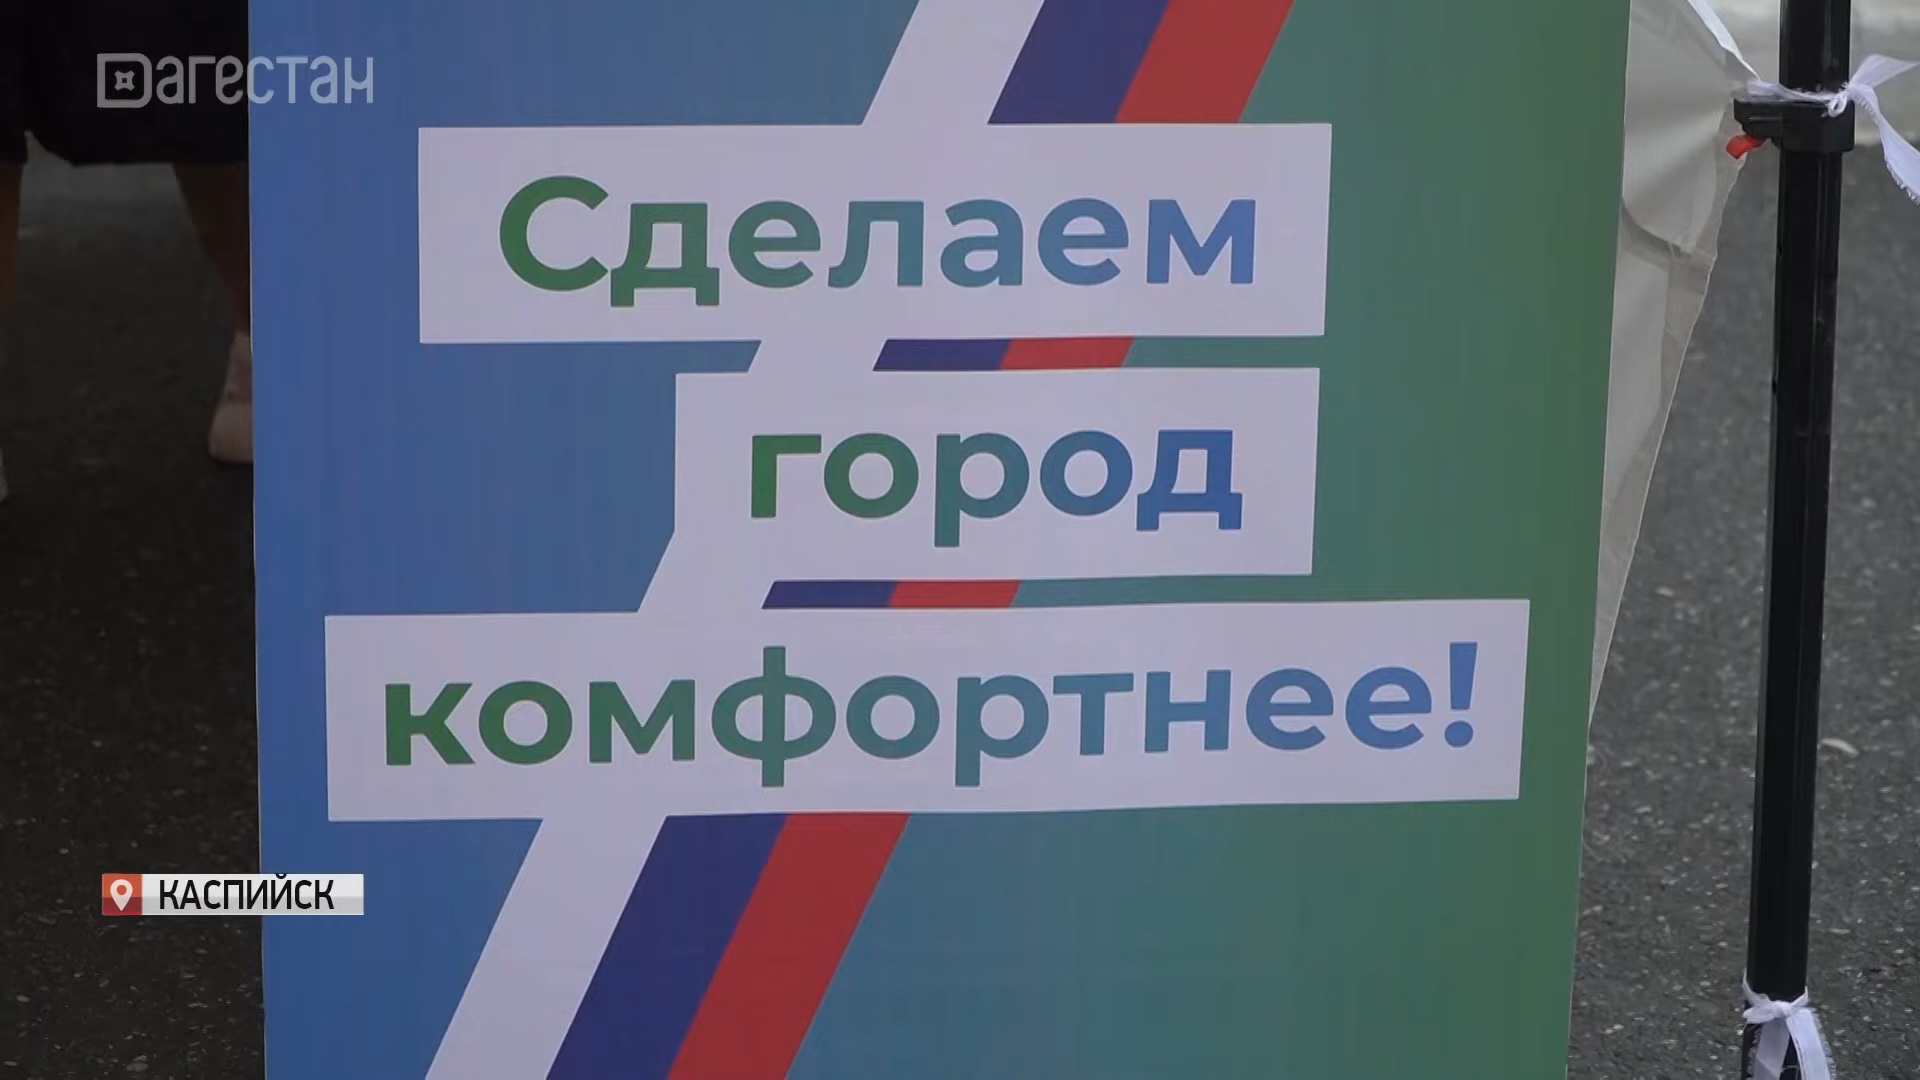 Дагестан
Сделаем
город
комфортнее!
КАСПИЙСК